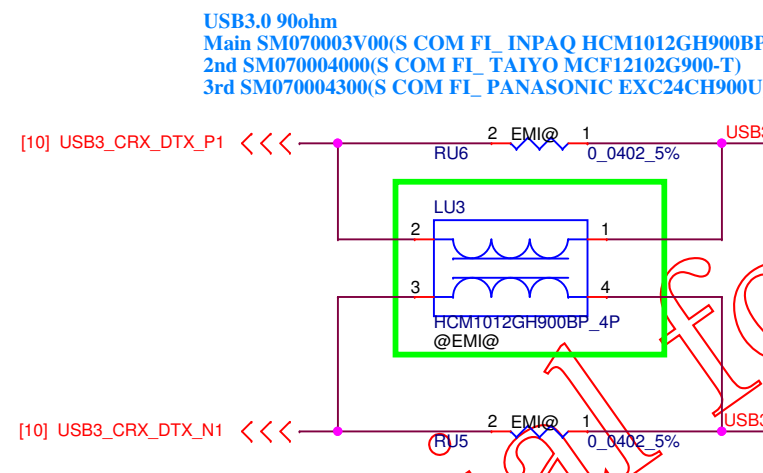 USB3.0 90ohm
Main SM070003V00(S COM FI_ INPAQ HCM1012GH900BP
2nd SM070004000(S COM FI_ TAIYO MCF12102G900-T)
3rd SM070004300(S COM FI_ PANASONIC EXC24CH900U
[10] USB3_CRX_DTX_P1
2 EMI@ 1
USB3
RU6
0_0402_5%
LU3
2
1
3
4
HCM1012GH900BP_4P
@EMI@
[10] USB3_CRX_DTX_N1
2 EMI@ 1
USB3
RU5
0_0402_5%